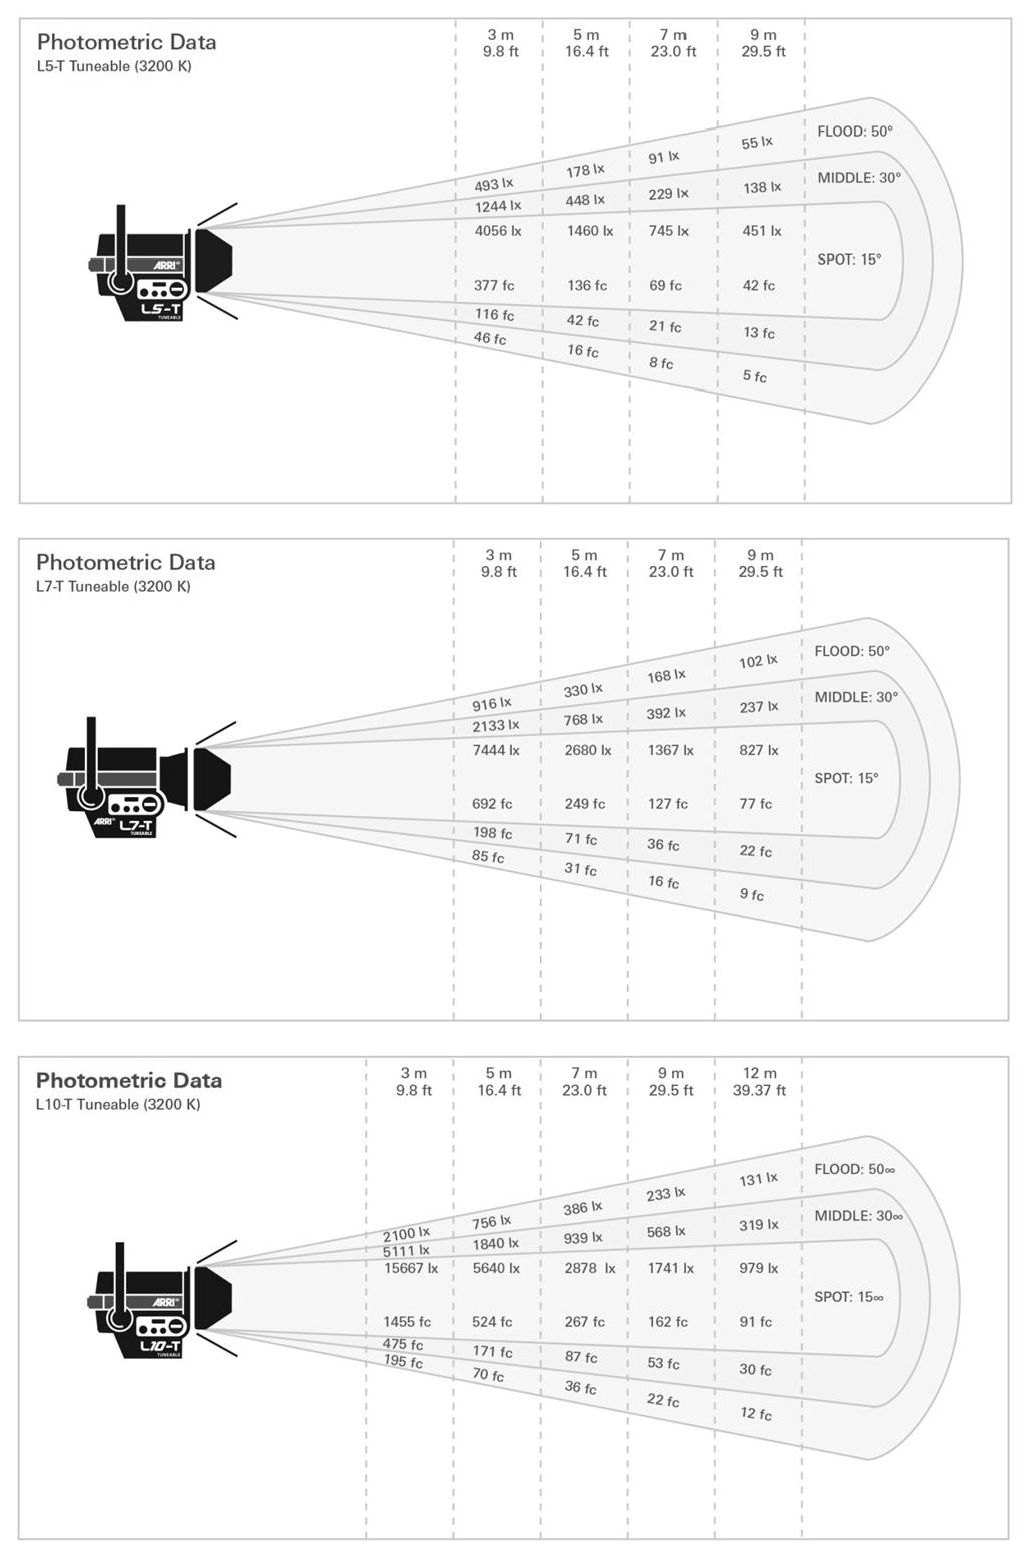 Photometric Data
L5-T Tuneable (3200 K)
3 m 5 m 7 m 9 m
9.8 ft 16.4 ft 23.0 ft 29.5 ft
FLOOD: 50°
493 lx 178 lx 91 lx 55 lx
MIDDLE: 30°
1244 lx 448 lx 229 lx 138 lx
4056 lx 1460 lx 745 lx 451 lx
SPOT: 15°
ARRI
L5-T
TUNEABLE
377 fc 136 fc 69 fc 42 fc
116 fc 42 fc 21 fc 13 fc
46 fc 16 fc 8 fc 5 fc
Photometric Data
L7-T Tuneable (3200 K)
3 m 5 m 7 m 9 m
9.8 ft 16.4 ft 23.0 ft 29.5 ft
FLOOD: 50°
916 lx 330 lx 168 lx 102 lx
MIDDLE: 30°
2133 lx 768 lx 392 lx 237 lx
7444 lx 2680 lx 1367 lx 827 lx
SPOT: 15°
692 fc 249 fc 127 fc 77 fc
ARRI L7-T
TUNEABLE
198 fc 71 fc 36 fc 22 fc
85 fc 31 fc 16 fc 9 fc
Photometric Data
L10-T Tuneable (3200 K)
3 m 5 m 7 m 9 m 12 m
9.8 ft 16.4 ft 23.0 ft 29.5 ft 39.37 ft
FLOOD: 50∞
2100 lx 756 lx 386 lx 233 lx 131 lx
MIDDLE: 30∞
5111 lx 1840 lx 939 lx 568 lx 319 lx
15667 lx 5640 lx 2878 lx 1741 lx 979 lx
SPOT: 15∞
ARRI
1455 fc 524 fc 267 fc 162 fc 91 fc
L10-T
TUNEABLE
475 fc 171 fc 87 fc 53 fc 30 fc
195 fc 70 fc 36 fc 22 fc 12 fc